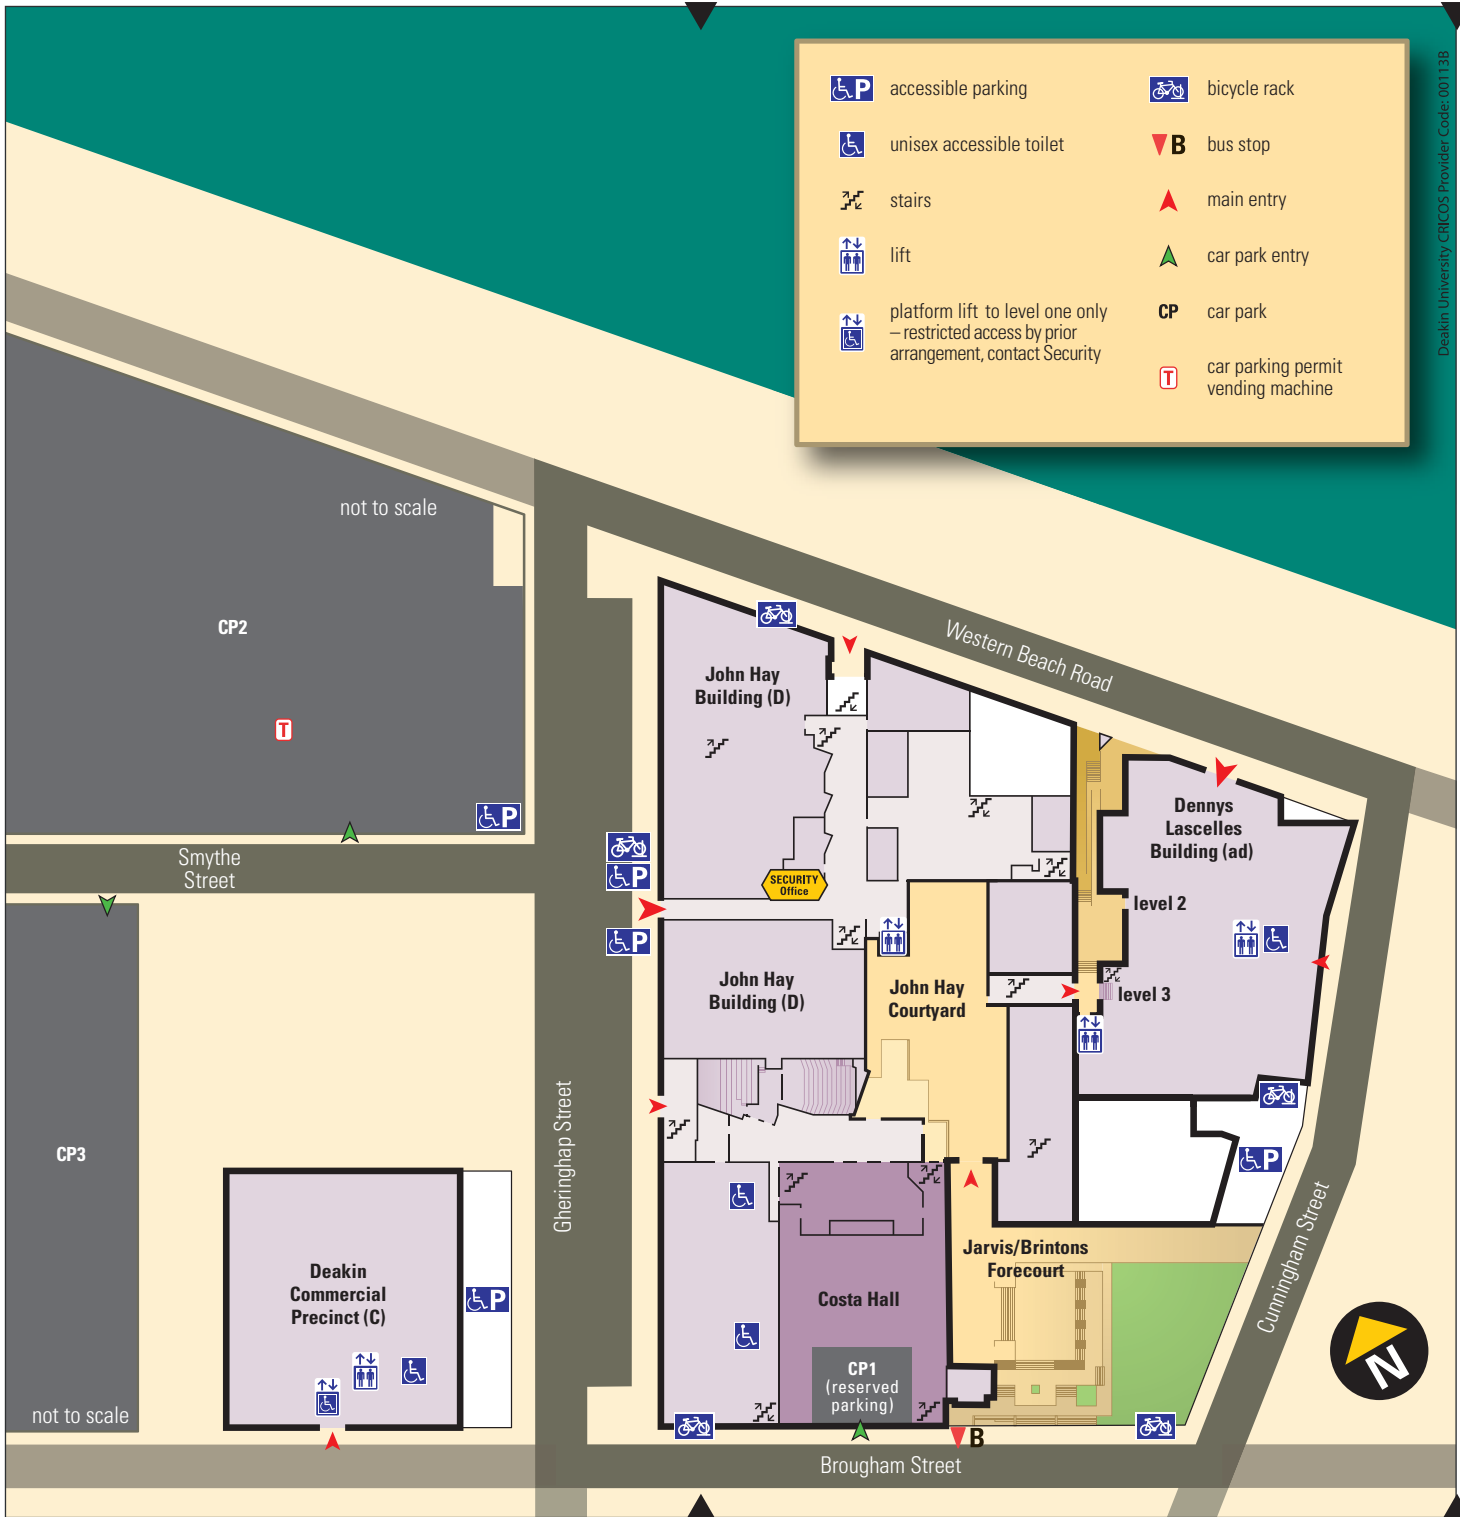 Deakin University CRICOS Provider Code: 00113B
P
accessible parking
bicycle rack
unisex accessible toilet
B
bus stop
stairs
main entry
lift
car park entry
platform lift to level one only
– restricted access by prior
arrangement, contact Security
CP
car park
T
car parking permit
vending machine
not to scale
CP2
T
P
Smythe
Street
Western Beach Road
John Hay
Building (D)
Dennys
Lascelles
Building (ad)
P
SECURITY
Office
level 2
P
John Hay
Building (D)
John Hay
Courtyard
level 3
Gheringhap Street
CP3
P
Deakin
Commercial
Precinct (C)
P
Jarvis/Brintons
Forecourt
Costa Hall
Cunningham Street
CP1
(reserved
parking)
N
not to scale
B
Brougham Street